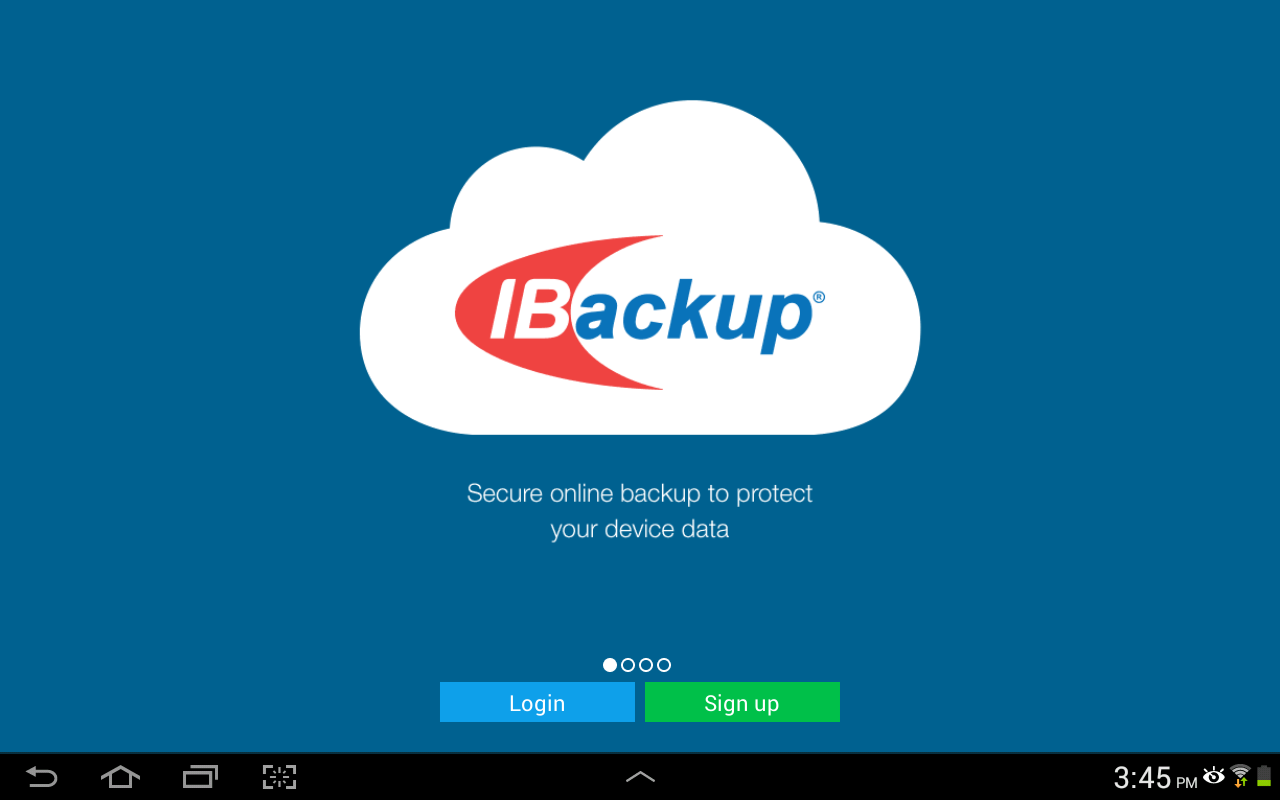 IBackup®
Secure online backup to protect
your device data
Login
Sign up
3:45 PM